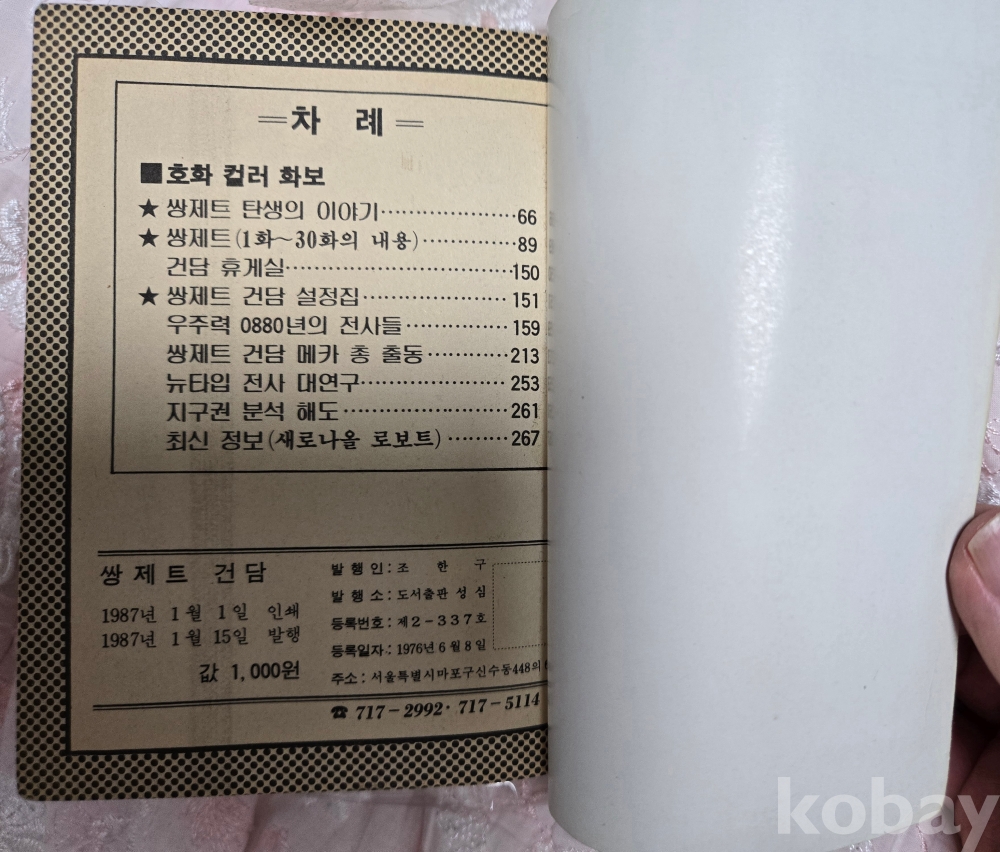 =차 례=
■호화 컬러 화보
★ 쌍제트 탄생의 이야기····················66
★ 쌍제트(1화~30화의 내용)··············89
건담 휴게실··································150
★ 쌍제트 건담 설정집······················151
우주력 0880년의 전사들················159
쌍제트 건담 메카 총 출동············213
뉴타입 전사 대연구······················253
지구권 분석 해도··························261
최신 정보(새로나올 로보트)·········267
쌍제트 건담
1987년 1월 1일 인쇄
1987년 1월 15일 발행
값 1,000원
발행인: 조 한 구
발행소: 도서출판 성심
등록번호: 제2-337호
등록일자: 1976년 6월 8일
주소: 서울특별시마포구신수동448의
☎ 717-2992·717-5114
kobay